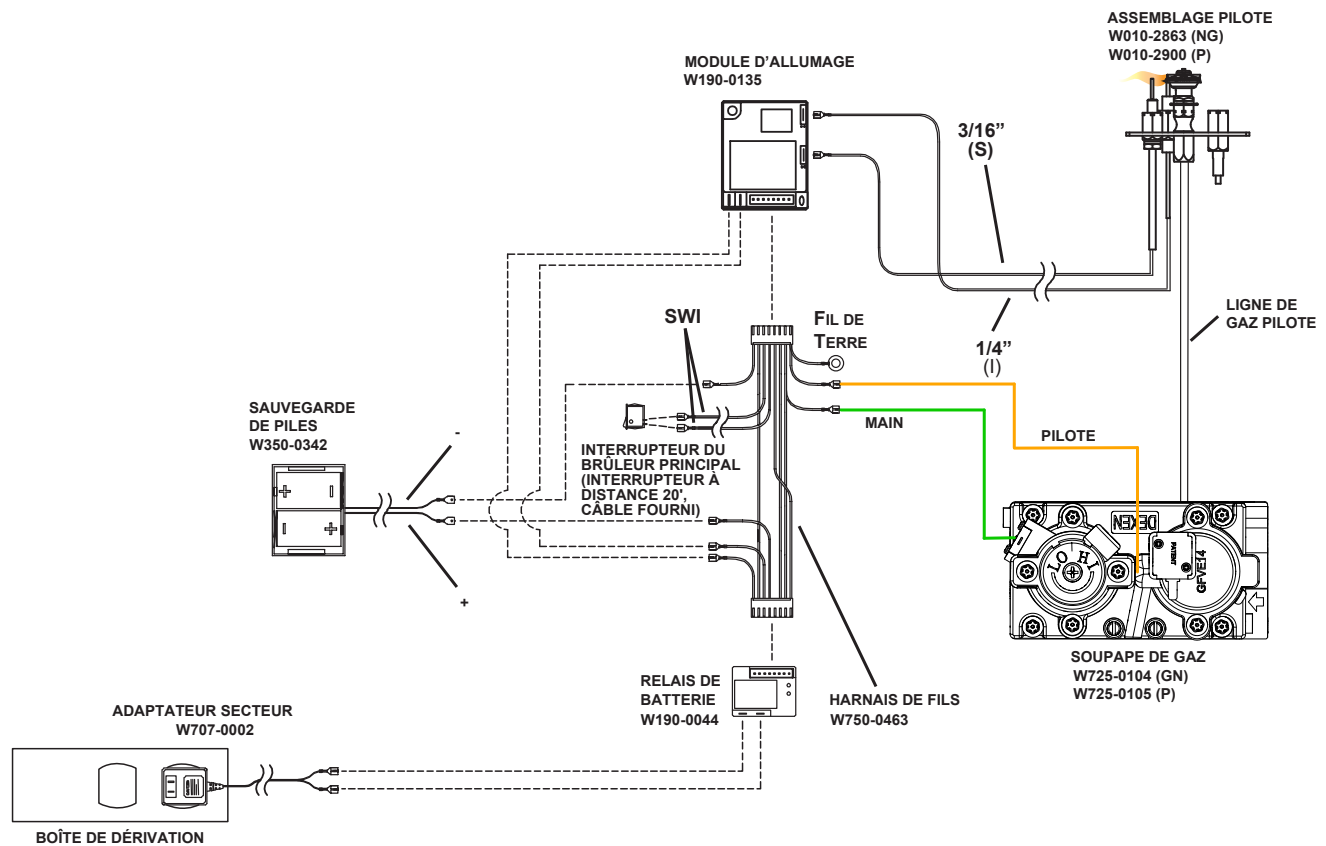 ASSEMBLAGE PILOTE
W010-2863 (NG)
W010-2900 (P)
MODULE D'ALLUMAGE
W190-0135
3/16”
(S)
LIGNE DE
GAZ PILOTE
SWI
FIL DE
TERRE
1/4”
(I)
MAIN
PILOTE
SAUVEGARDE
DE PILES
W350-0342
-
+ -
- +
+
INTERRUPTEUR DU
BRÛLEUR PRINCIPAL
(INTERRUPTEUR À
DISTANCE 20',
CÂBLE FOURNI)
DEXEN
PATENT
LO HI
GFVE14
SOUPAPE DE GAZ
W725-0104 (GN)
W725-0105 (P)
RELAIS DE
BATTERIE
W190-0044
HARNAIS DE FILS
W750-0463
ADAPTATEUR SECTEUR
W707-0002
BOÎTE DE DÉRIVATION